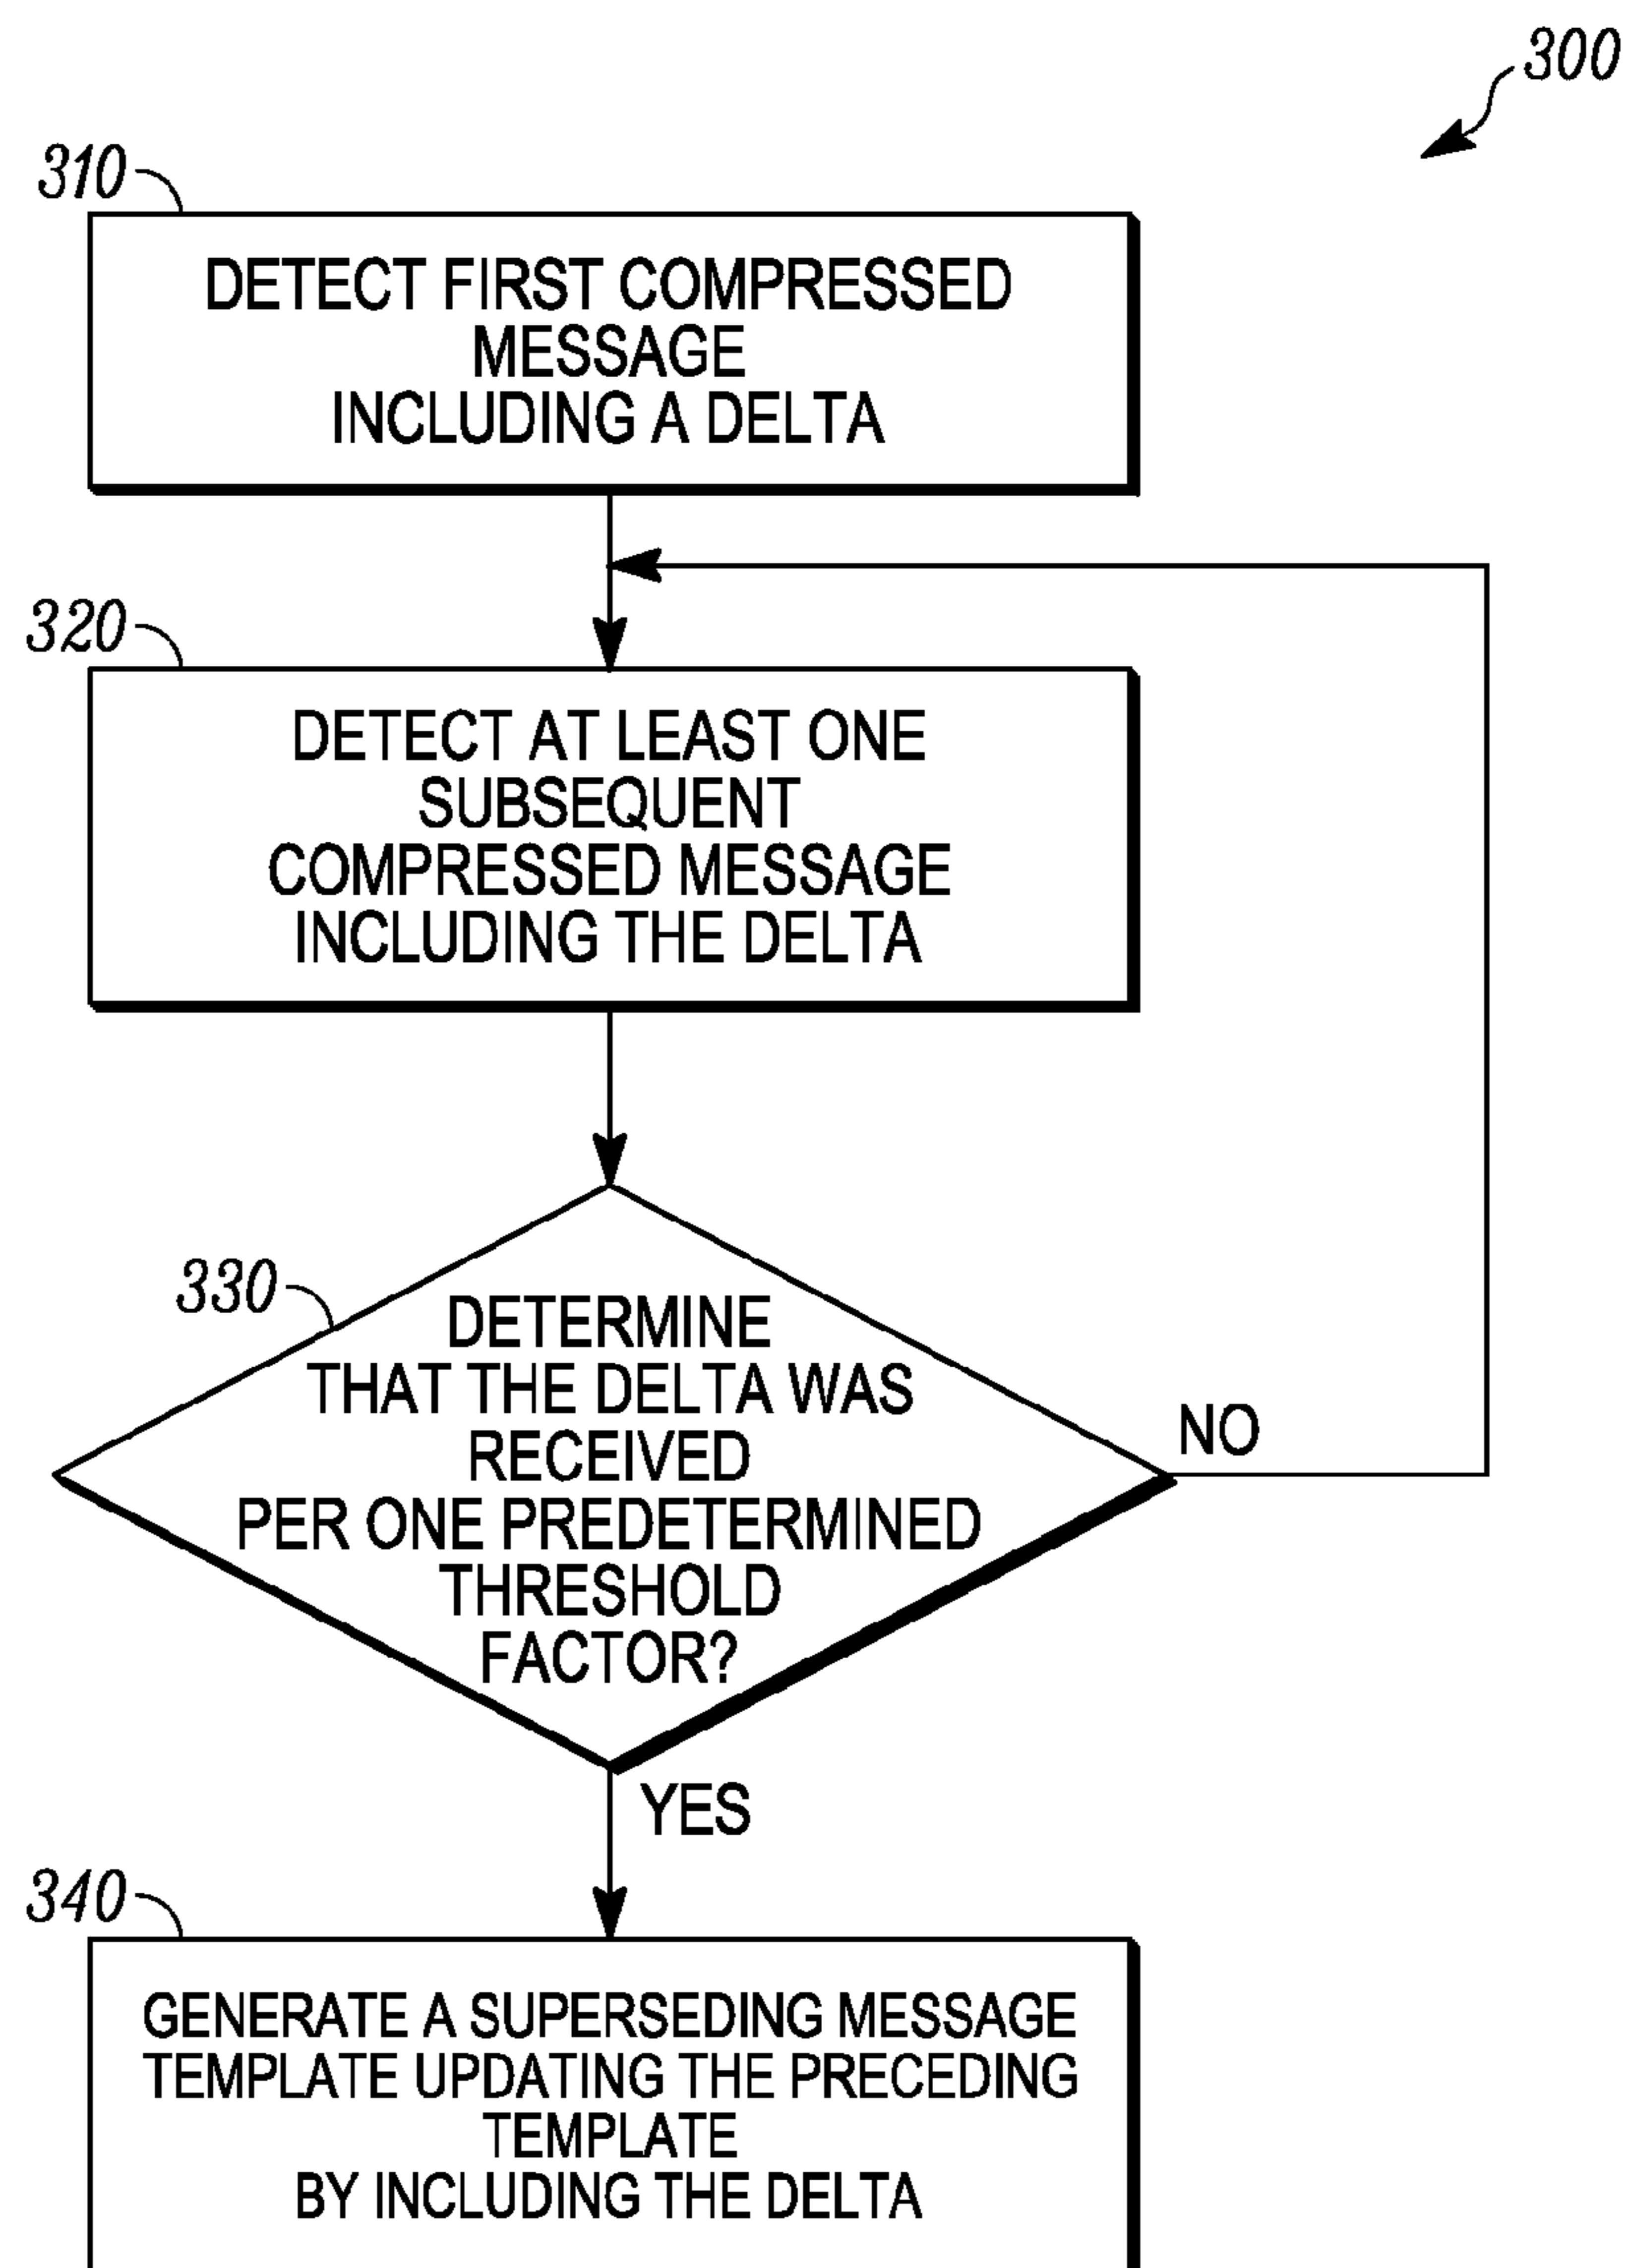 300
310
DETECT FIRST COMPRESSED
MESSAGE
INCLUDING A DELTA
320
DETECT AT LEAST ONE
SUBSEQUENT
COMPRESSED MESSAGE
INCLUDING THE DELTA
330
DETERMINE
THAT THE DELTA WAS
RECEIVED
PER ONE PREDETERMINED
THRESHOLD
FACTOR?
NO
YES
340
GENERATE A SUPERSEDING MESSAGE
TEMPLATE UPDATING THE PRECEDING
TEMPLATE
BY INCLUDING THE DELTA